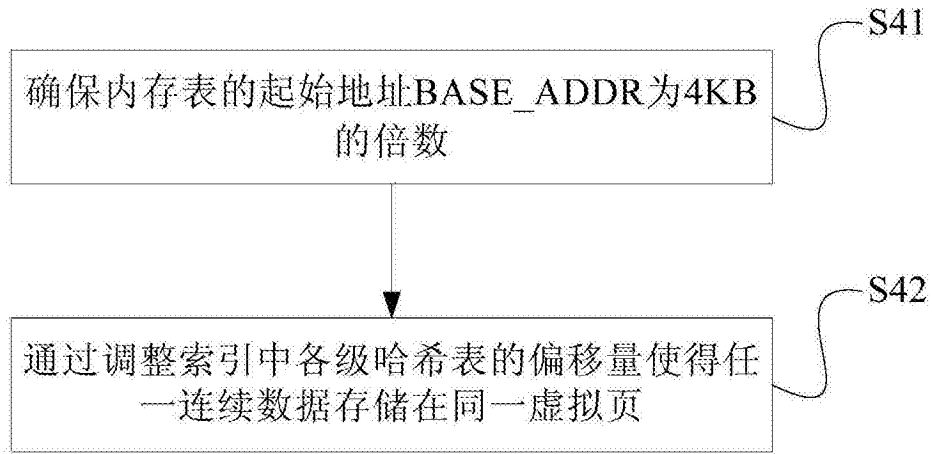 S41
确保内存表的起始地址BASE_ADDR为4KB
的倍数
S42
通过调整索引中各级哈希表的偏移量使得任
一连续数据存储在同一虚拟页